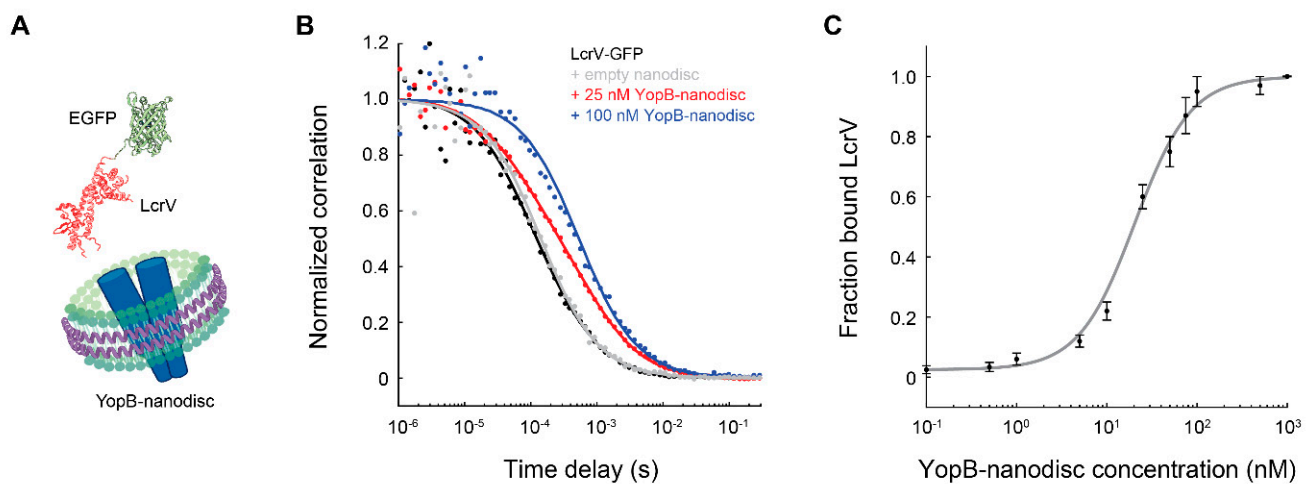 A
EGFP
LcrV
YopB-nanodisc
B
LcrV-GFP
+ empty nanodisc
+ 25 nM YopB-nanodisc
+ 100 nM YopB-nanodisc
1.2
1.0
0.8
0.6
0.4
0.2
0
Normalized correlation
10⁻⁶ 10⁻⁵ 10⁻⁴ 10⁻³ 10⁻² 10⁻¹
Time delay (s)
C
1.0
0.8
0.6
0.4
0.2
0
Fraction bound LcrV
10⁻¹ 10⁰ 10¹ 10² 10³
YopB-nanodisc concentration (nM)